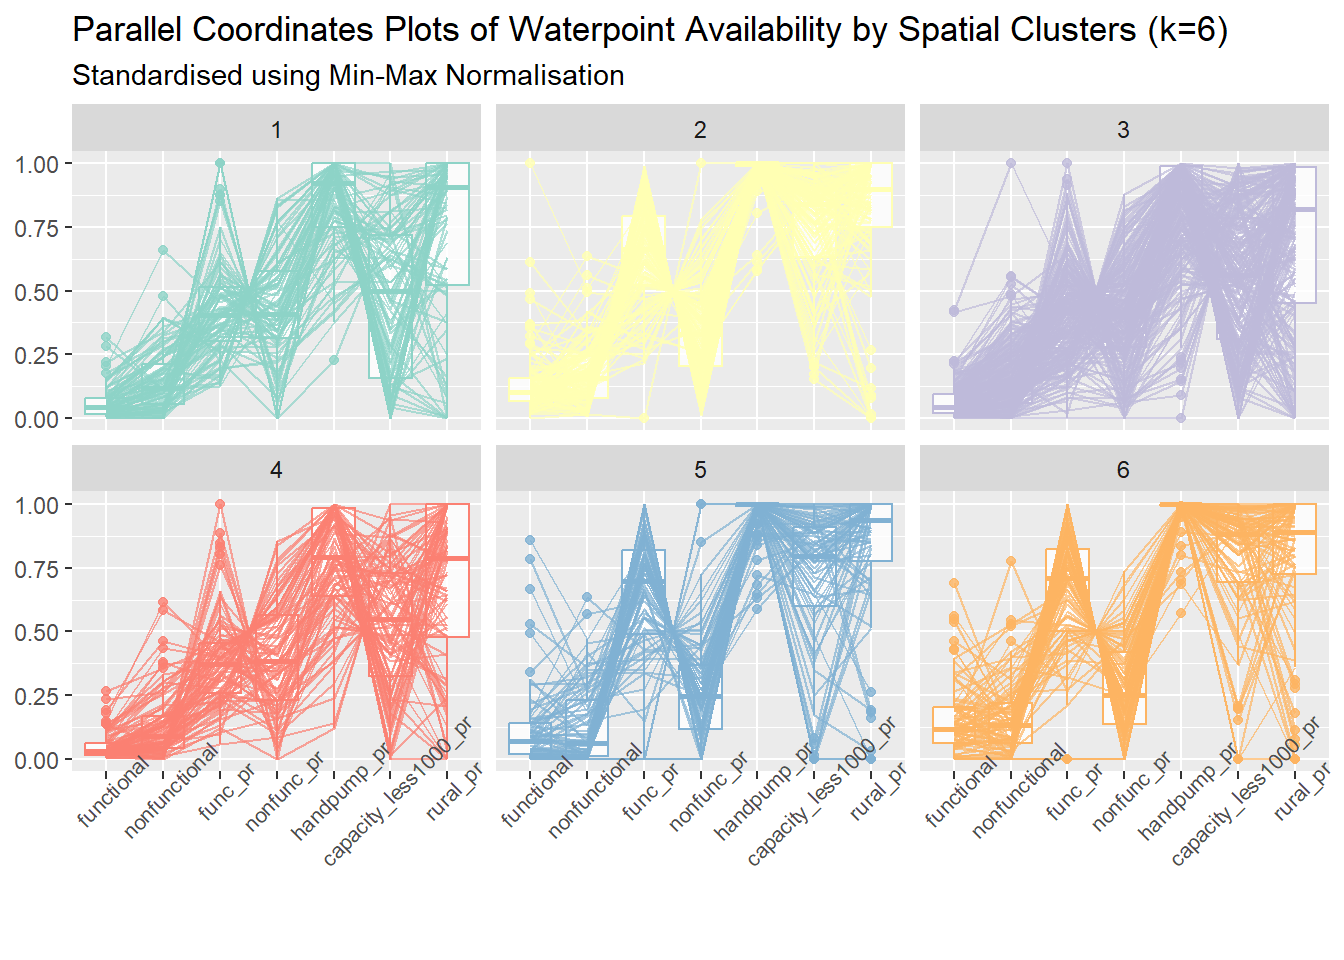 Parallel Coordinates Plots of Waterpoint Availability by Spatial Clusters (k=6)
Standardised using Min-Max Normalisation
1 2 3
1.00
0.75
0.50
0.25
0.00
4 5 6
1.00
0.75
0.50
0.25
0.00
functional nonfunctional func_pr nonfunc_pr handpump_pr capacity_less1000_pr rural_pr
functional nonfunctional func_pr nonfunc_pr handpump_pr capacity_less1000_pr rural_pr
functional nonfunctional func_pr nonfunc_pr handpump_pr capacity_less1000_pr rural_pr